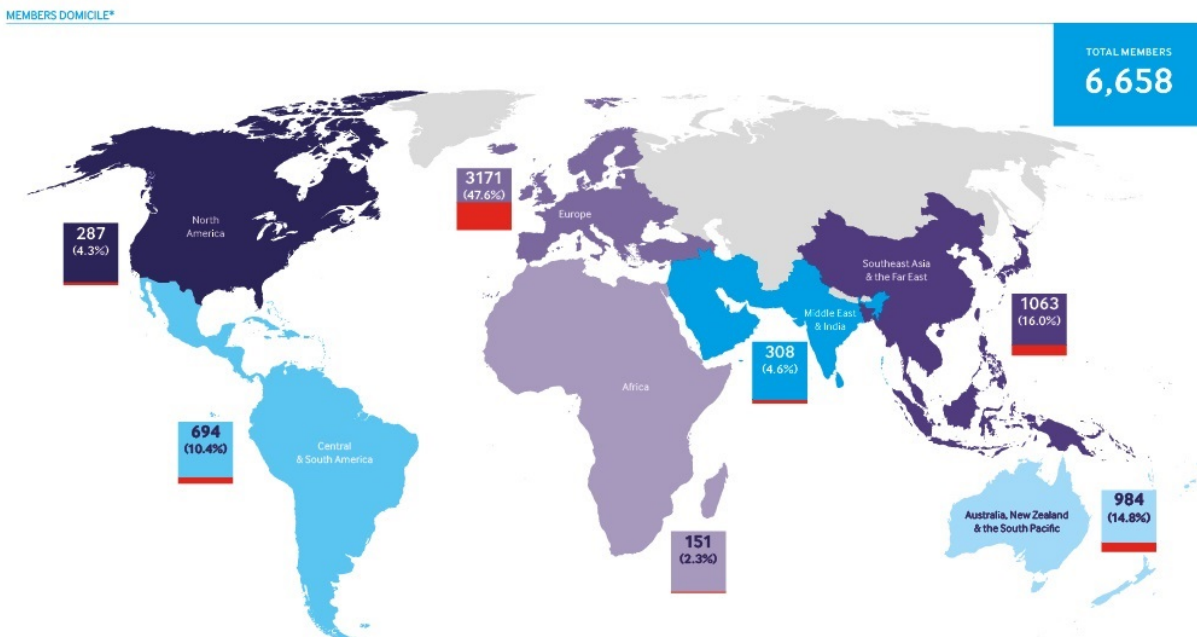 MEMBERS DOMICILE*
TOTAL MEMBERS
6,658
3171
(47.6%)
Europe
North
America
287
(4.3%)
Southeast Asia
& the Far East
1063
(16.0%)
Middle East
& India
308
(4.6%)
Africa
694
(10.4%)
Central
& South America
984
(14.8%)
Australia, New Zealand
& the South Pacific
151
(2.3%)